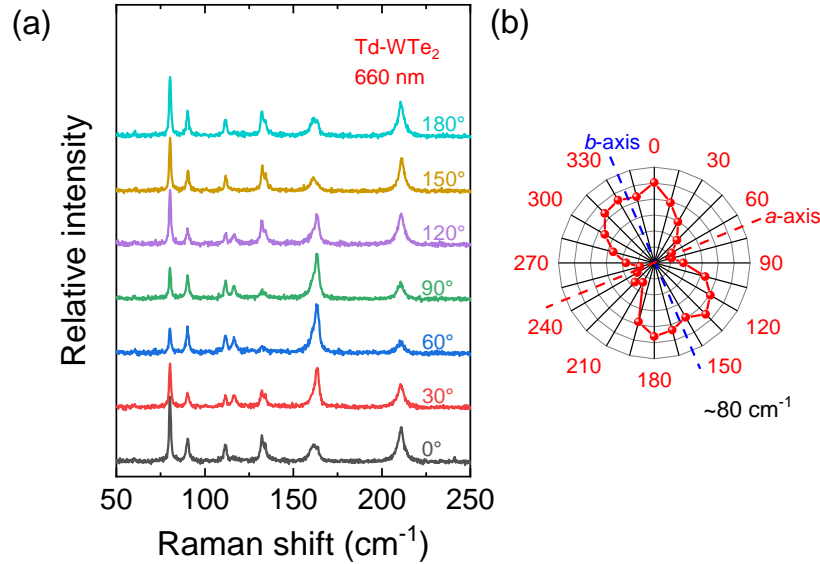 (a)
Td-WTe₂
660 nm
180°
150°
120°
90°
60°
30°
0°
Relative intensity
50 100 150 200 250
Raman shift (cm⁻¹)
(b)
b-axis
0
330
30
300
60
a-axis
270
90
240
120
210
150
180
~80 cm⁻¹